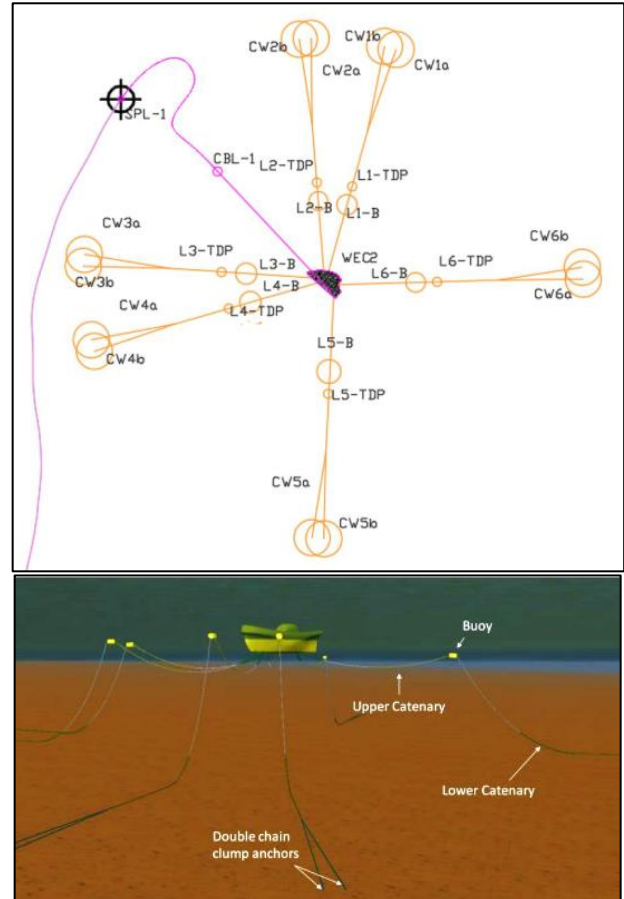 CW2b
CW1b
CW2a
CW1a
SPL-1
CBL-1
L2-TDP
L1-TDP
L2-B
L1-B
CW3a
L3-TDP
L3-B
WEC2
CW6b
CW3b
L4-B
L6-B
L6-TDP
CW4a
L4-TDP
CW6a
CW4b
L5-B
L5-TDP
CW5a
CW5b
Buoy
Upper Catenary
Lower Catenary
Double chain
clump anchors